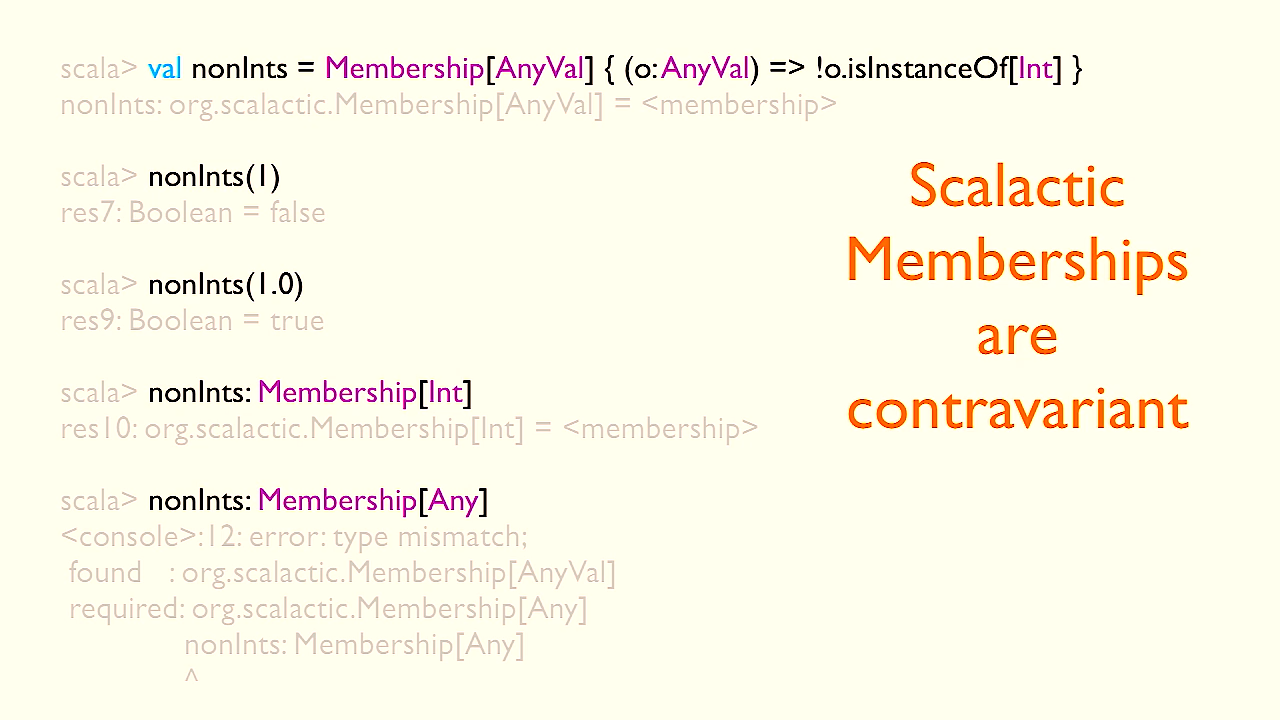 scala> val nonInts = Membership[AnyVal] { (o: AnyVal) => !o.isInstanceOf[Int] }
nonInts: org.scalactic.Membership[AnyVal] = <membership>
scala> nonInts(1)
res7: Boolean = false
scala> nonInts(1.0)
res9: Boolean = true
scala> nonInts: Membership[Int]
res10: org.scalactic.Membership[Int] = <membership>
scala> nonInts: Membership[Any]
<console>:12: error: type mismatch;
found   : org.scalactic.Membership[AnyVal]
required: org.scalactic.Membership[Any]
nonInts: Membership[Any]
^
Scalactic
Memberships
are
contravariant